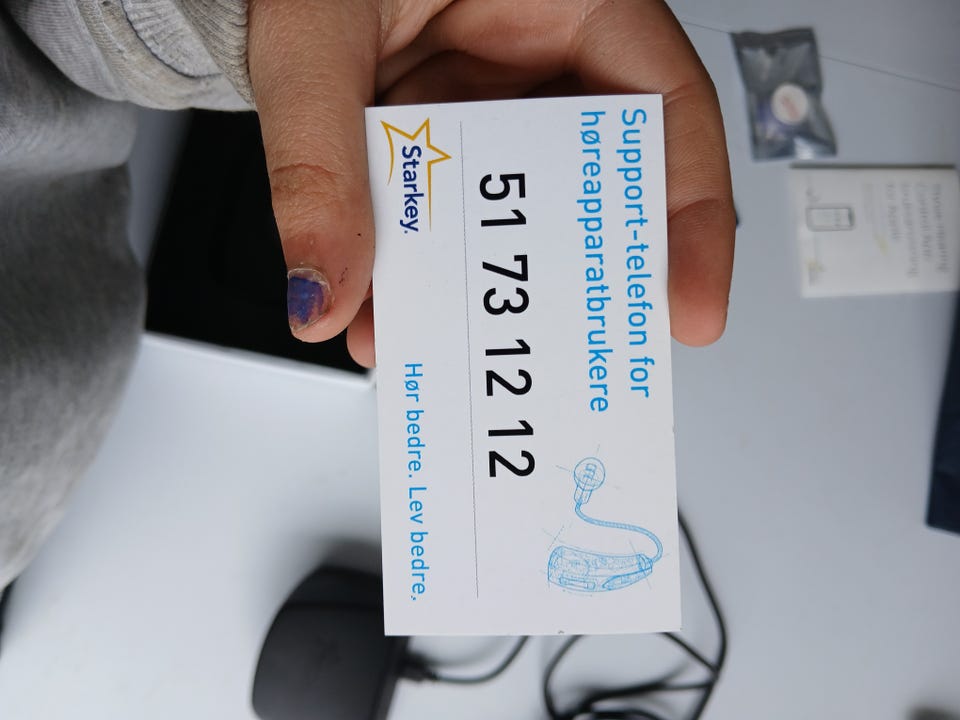 Support-telefon for
høreapparatbrukere
51 73 12 12
Starkey.
Hør bedre. Lev bedre.